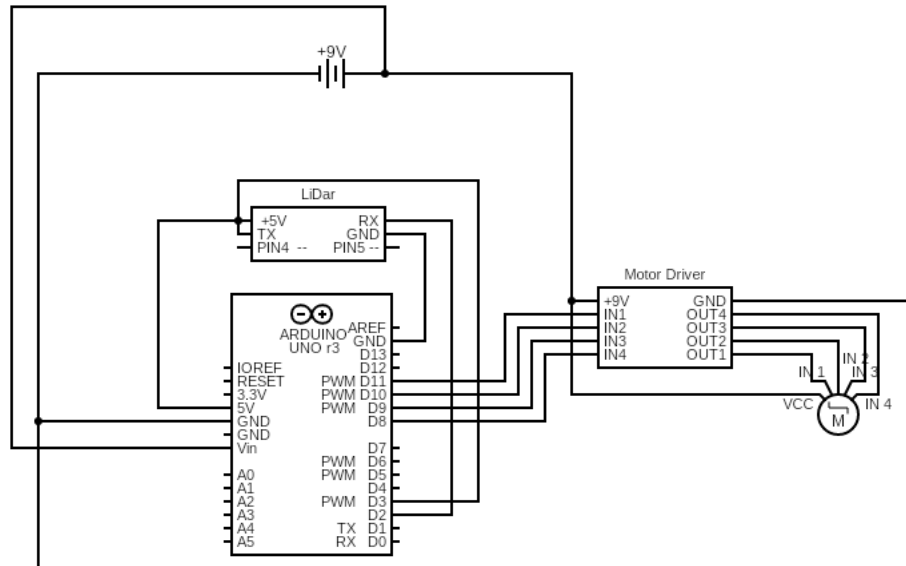 +9V
LiDar
+5V RX
TX GND
PIN4 -- PIN5 --
Motor Driver
+9V GND
IN1 OUT4
IN2 OUT3
IN3 OUT2
IN4 OUT1
IN 1
IN 2
IN 3
VCC
M
IN 4
ARDUINO
UNO r3
AREF
GND
D13
IOREF D12
RESET PWM D11
3.3V PWM D10
5V PWM D9
GND D8
GND
Vin D7
PWM D6
A0 PWM D5
A1 D4
A2 PWM D3
A3 D2
A4 TX D1
A5 RX D0